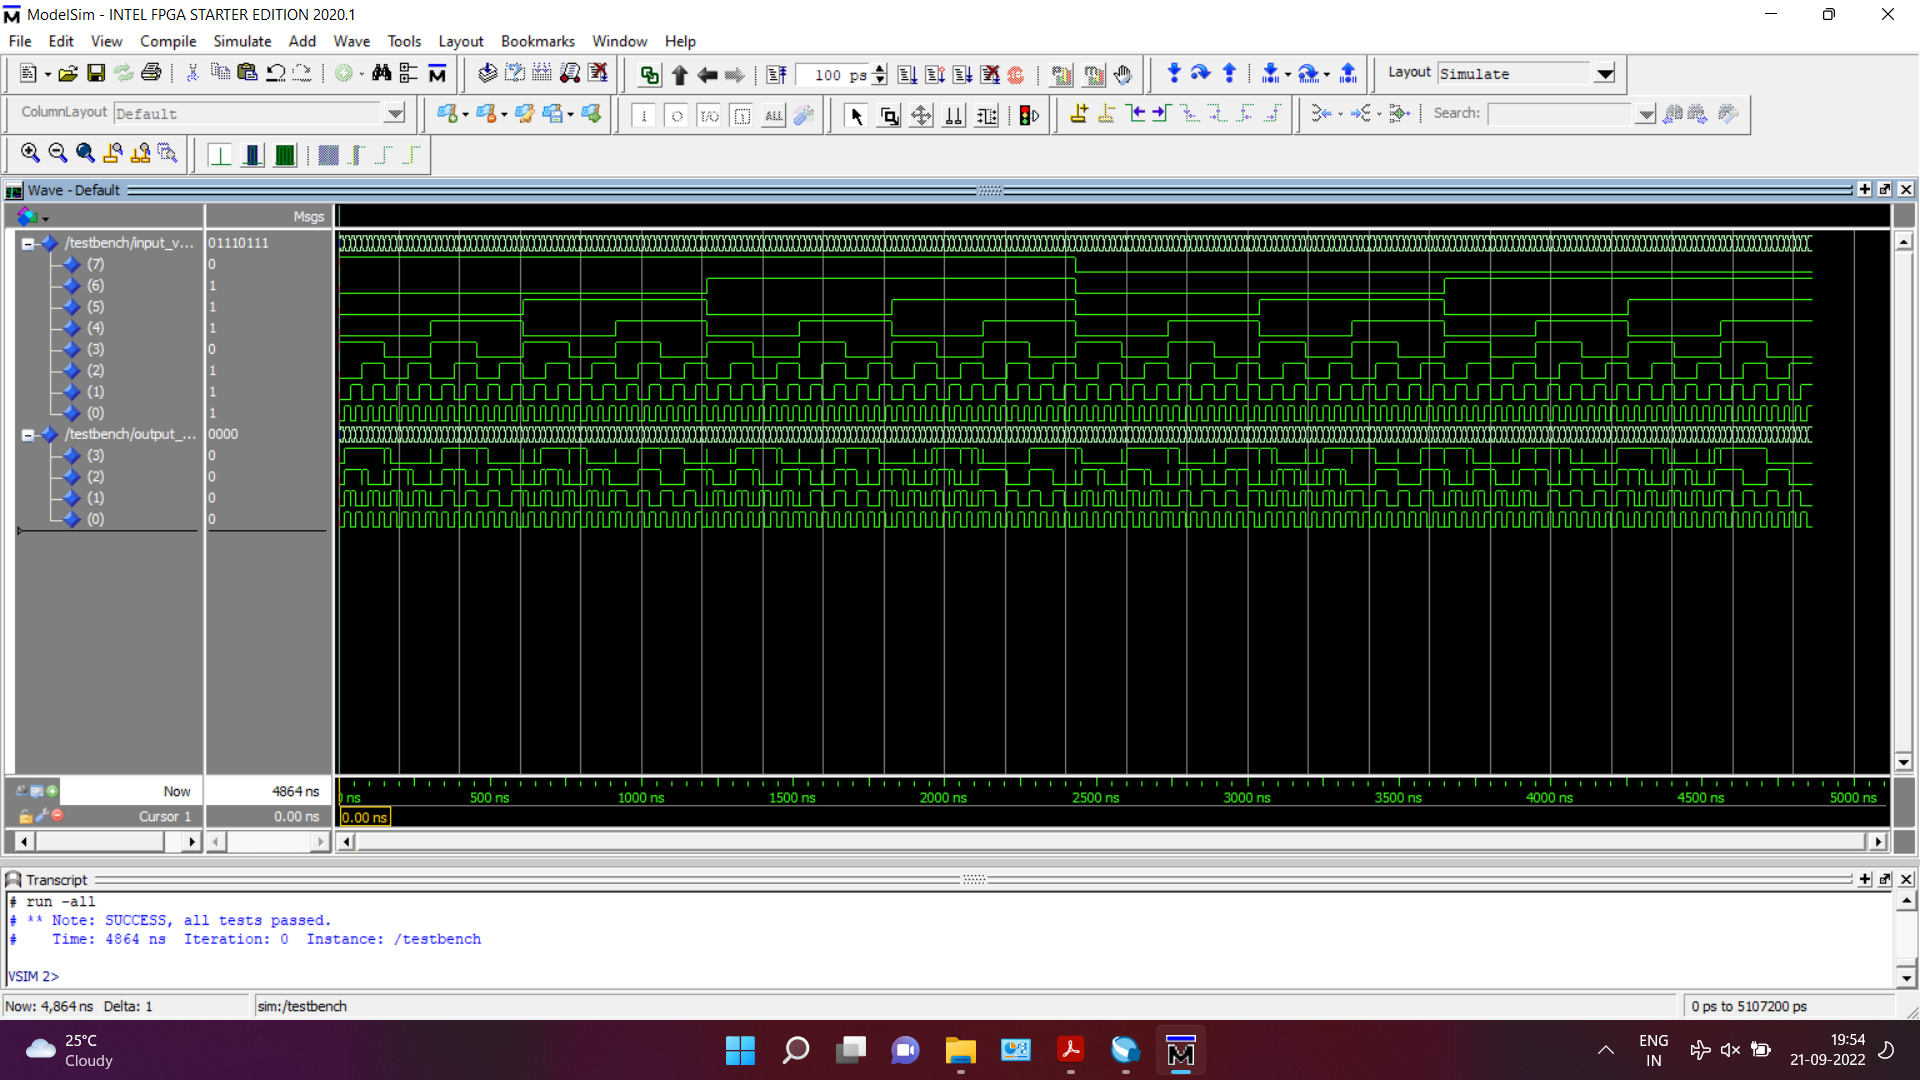 ModelSim - INTEL FPGA STARTER EDITION 2020.1
File Edit View Compile Simulate Add Wave Tools Layout Bookmarks Window Help
100 ps Layout Simulate
ColumnLayout Default ALL Search:
Wave - Default
Msgs
/testbench/input_v... 01110111
(7) 0
(6) 1
(5) 1
(4) 1
(3) 0
(2) 1
(1) 1
(0) 1
/testbench/output_... 0000
(3) 0
(2) 0
(1) 0
(0) 0
Now 4864 ns
ns 500 ns 1000 ns 1500 ns 2000 ns 2500 ns 3000 ns 3500 ns 4000 ns 4500 ns 5000 ns
Cursor 1 0.00 ns 0.00 ns
Transcript
# run -all
# ** Note: SUCCESS, all tests passed.
# Time: 4864 ns Iteration: 0 Instance: /testbench
VSIM 2>
Now: 4,864 ns Delta: 1 sim:/testbench 0 ps to 5107200 ps
25°C
Cloudy
ENG
IN
19:54
21-09-2022